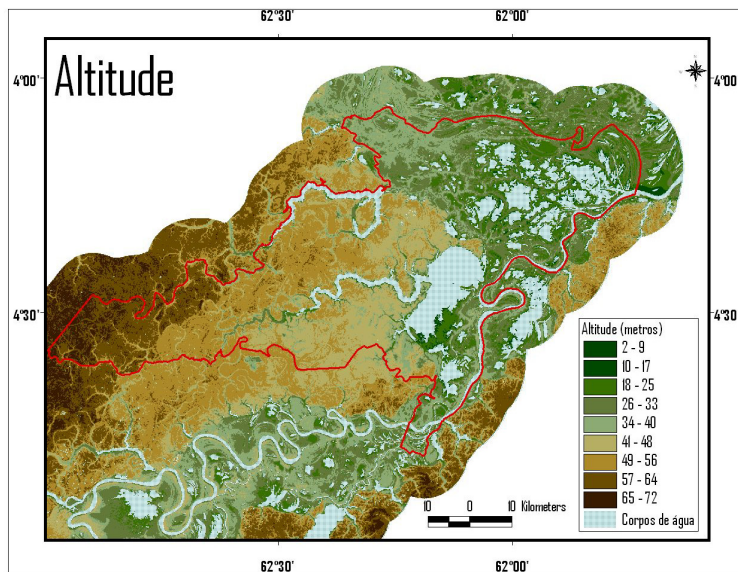 62°30' 62°00'
4°00' 4°00'
Altitude
4°30' 4°30'
Altitude (metros)
2 - 9
10 - 17
18 - 25
26 - 33
34 - 40
41 - 48
49 - 56
57 - 64
65 - 72
Corpos de água
10 0 10 Kilometers
62°30' 62°00'